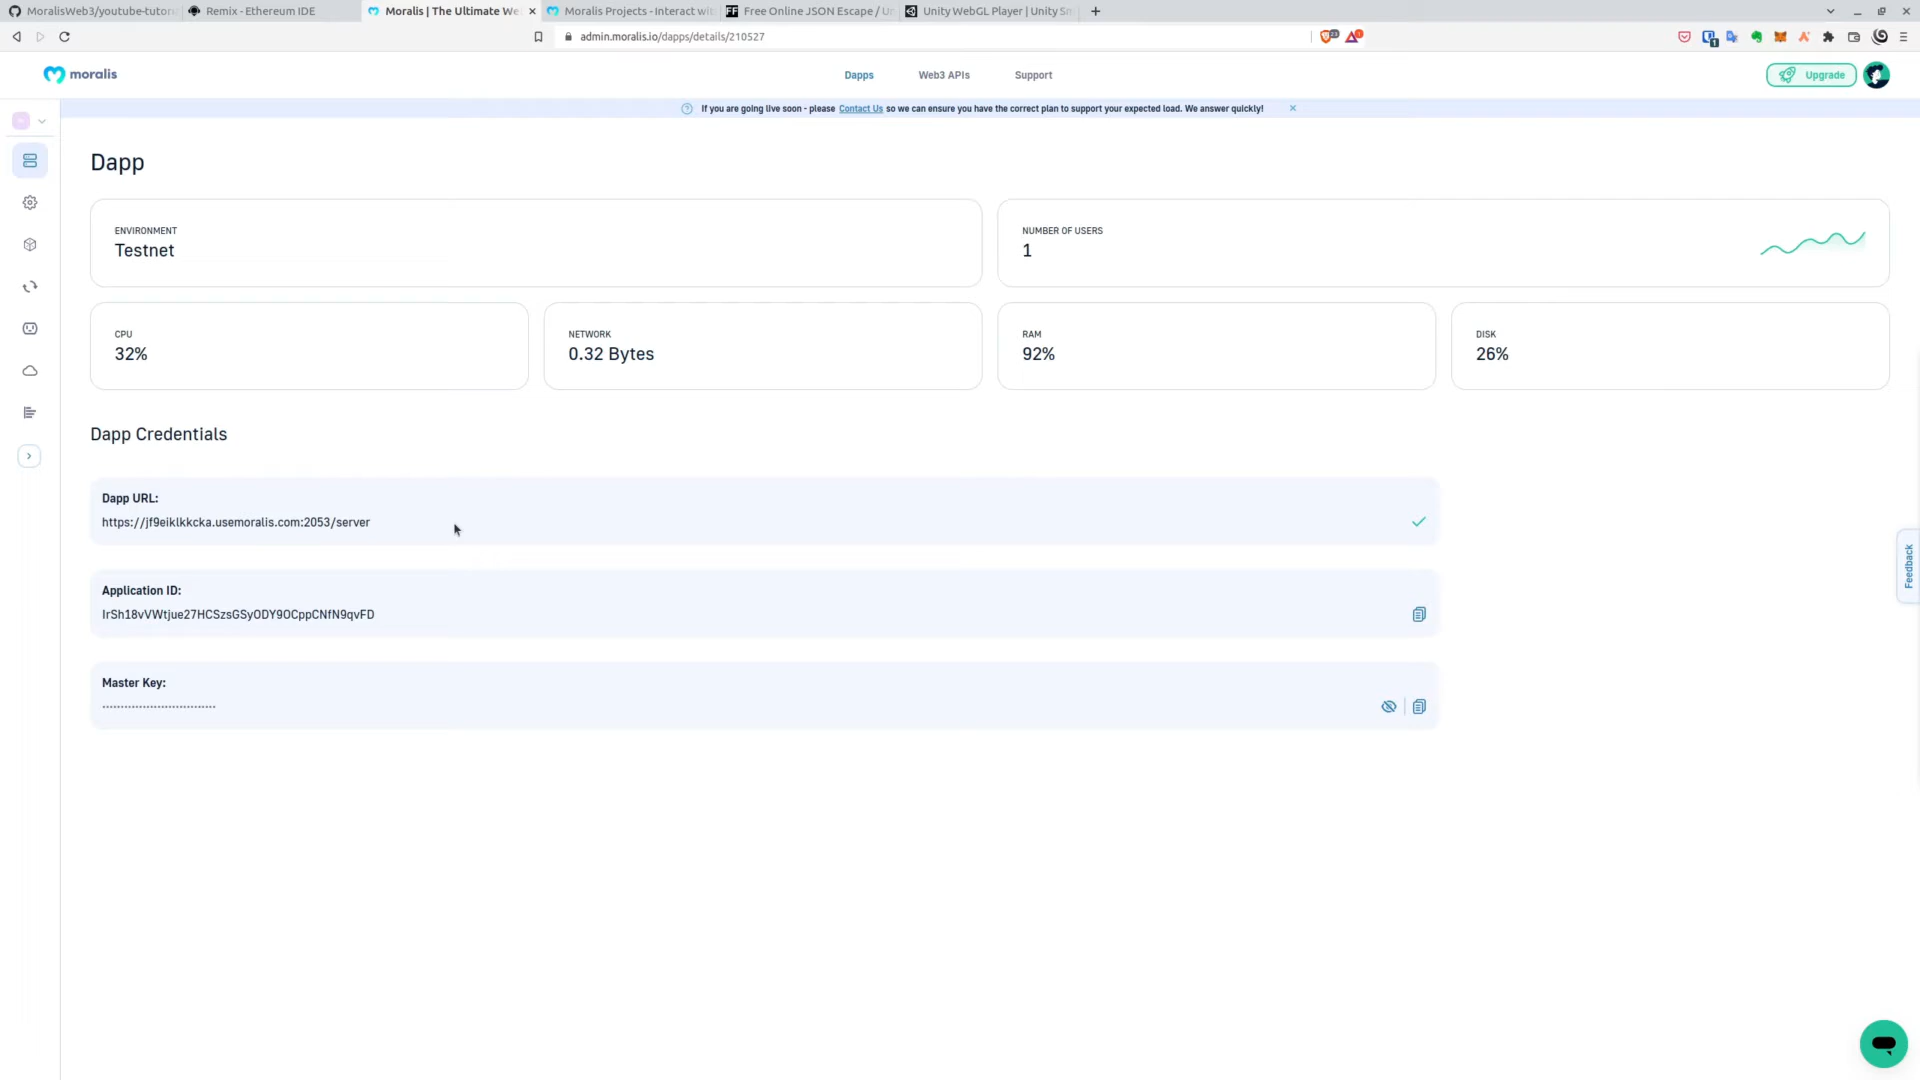 MoralisWeb3/youtube-tutori
Remix - Ethereum IDE
Moralis | The Ultimate We
Moralis Projects - Interact wit
Free Online JSON Escape / Un
Unity WebGL Player | Unity Sm
admin.moralis.io/dapps/details/210527
moralis
Dapps
Web3 APIs
Support
Upgrade
If you are going live soon - please Contact Us so we can ensure you have the correct plan to support your expected load. We answer quickly!
Dapp
ENVIRONMENT
Testnet
NUMBER OF USERS
1
CPU
32%
NETWORK
0.32 Bytes
RAM
92%
DISK
26%
Dapp Credentials
Dapp URL:
https://jf9eiklkkcka.usemoralis.com:2053/server
Application ID:
IrSh18vVWtjue27HCSzsGSyODY9OCppCNfN9qvFD
Master Key:
Feedback